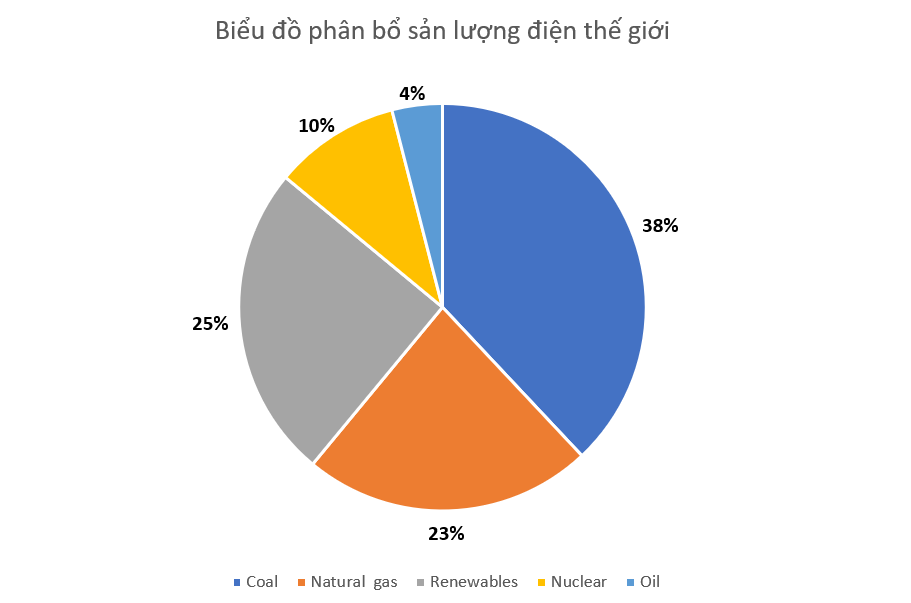 Biểu đồ phân bổ sản lượng điện thế giới
4%
10%
38%
25%
23%
Coal Natural gas Renewables Nuclear Oil